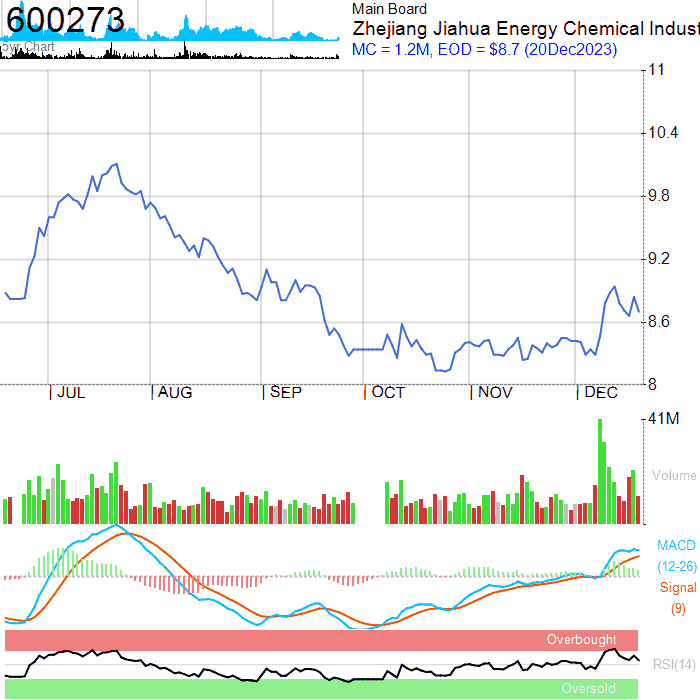 600273
5yr Chart
Main Board
Zhejiang Jiahua Energy Chemical Indust
MC = 1.2M, EOD = $8.7 (20Dec2023)
11
10.4
9.8
9.2
8.6
8
JUL AUG SEP OCT NOV DEC
41M
Volume
MACD
(12-26)
Signal
(9)
Overbought
RSI(14)
Oversold